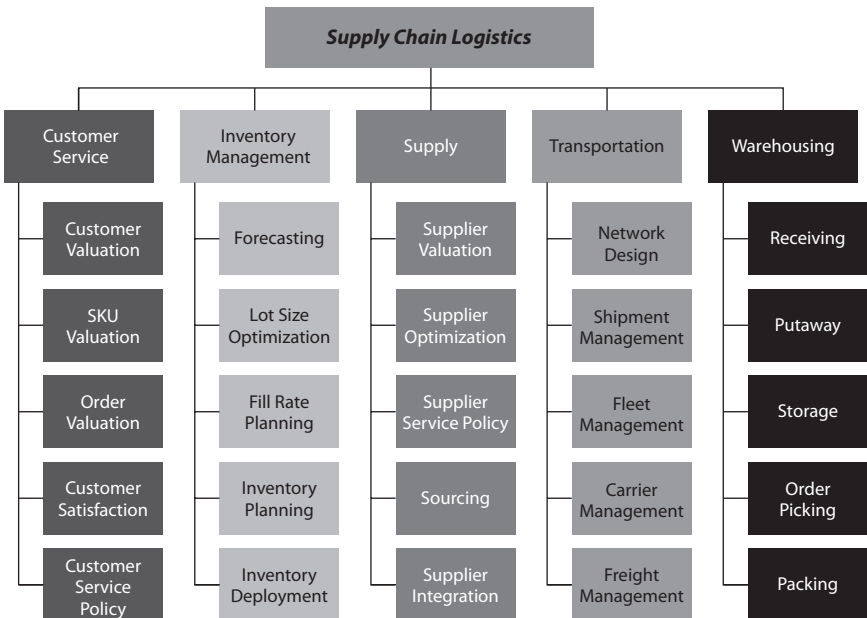 Supply Chain Logistics
Customer
Service
Inventory
Management
Supply
Transportation
Warehousing
Customer
Valuation
Forecasting
Supplier
Valuation
Network
Design
Receiving
SKU
Valuation
Lot Size
Optimization
Supplier
Optimization
Shipment
Management
Putaway
Order
Valuation
Fill Rate
Planning
Supplier
Service Policy
Fleet
Management
Storage
Customer
Satisfaction
Inventory
Planning
Sourcing
Carrier
Management
Order
Picking
Customer
Service
Policy
Inventory
Deployment
Supplier
Integration
Freight
Management
Packing